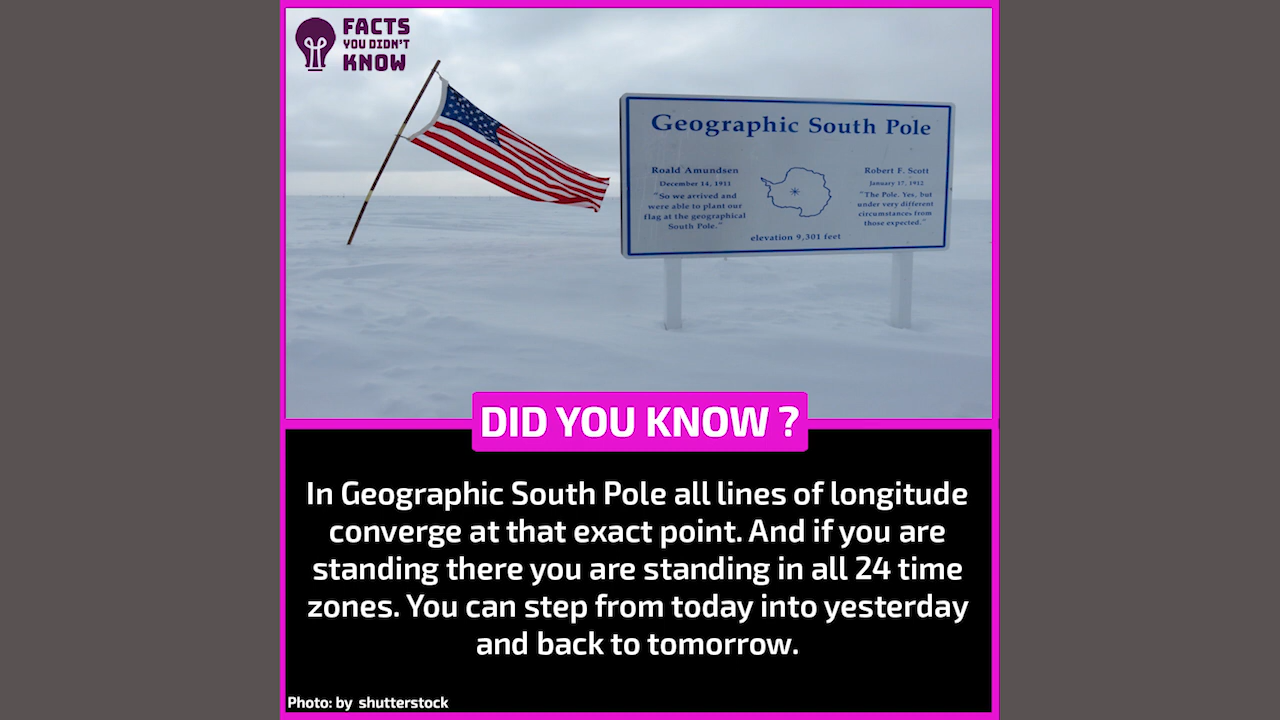 FACTS
YOU DIDN'T
KNOW
Geographic South Pole
Roald Amundsen
December 14, 1911
"So we arrived and
were able to plant our
flag at the geographical
South Pole."
Robert F. Scott
January 17, 1912
"The Pole. Yes, but
under very different
circumstances from
those expected."
elevation 9,301 feet
DID YOU KNOW ?
In Geographic South Pole all lines of longitude
converge at that exact point. And if you are
standing there you are standing in all 24 time
zones. You can step from today into yesterday
and back to tomorrow.
Photo: by shutterstock